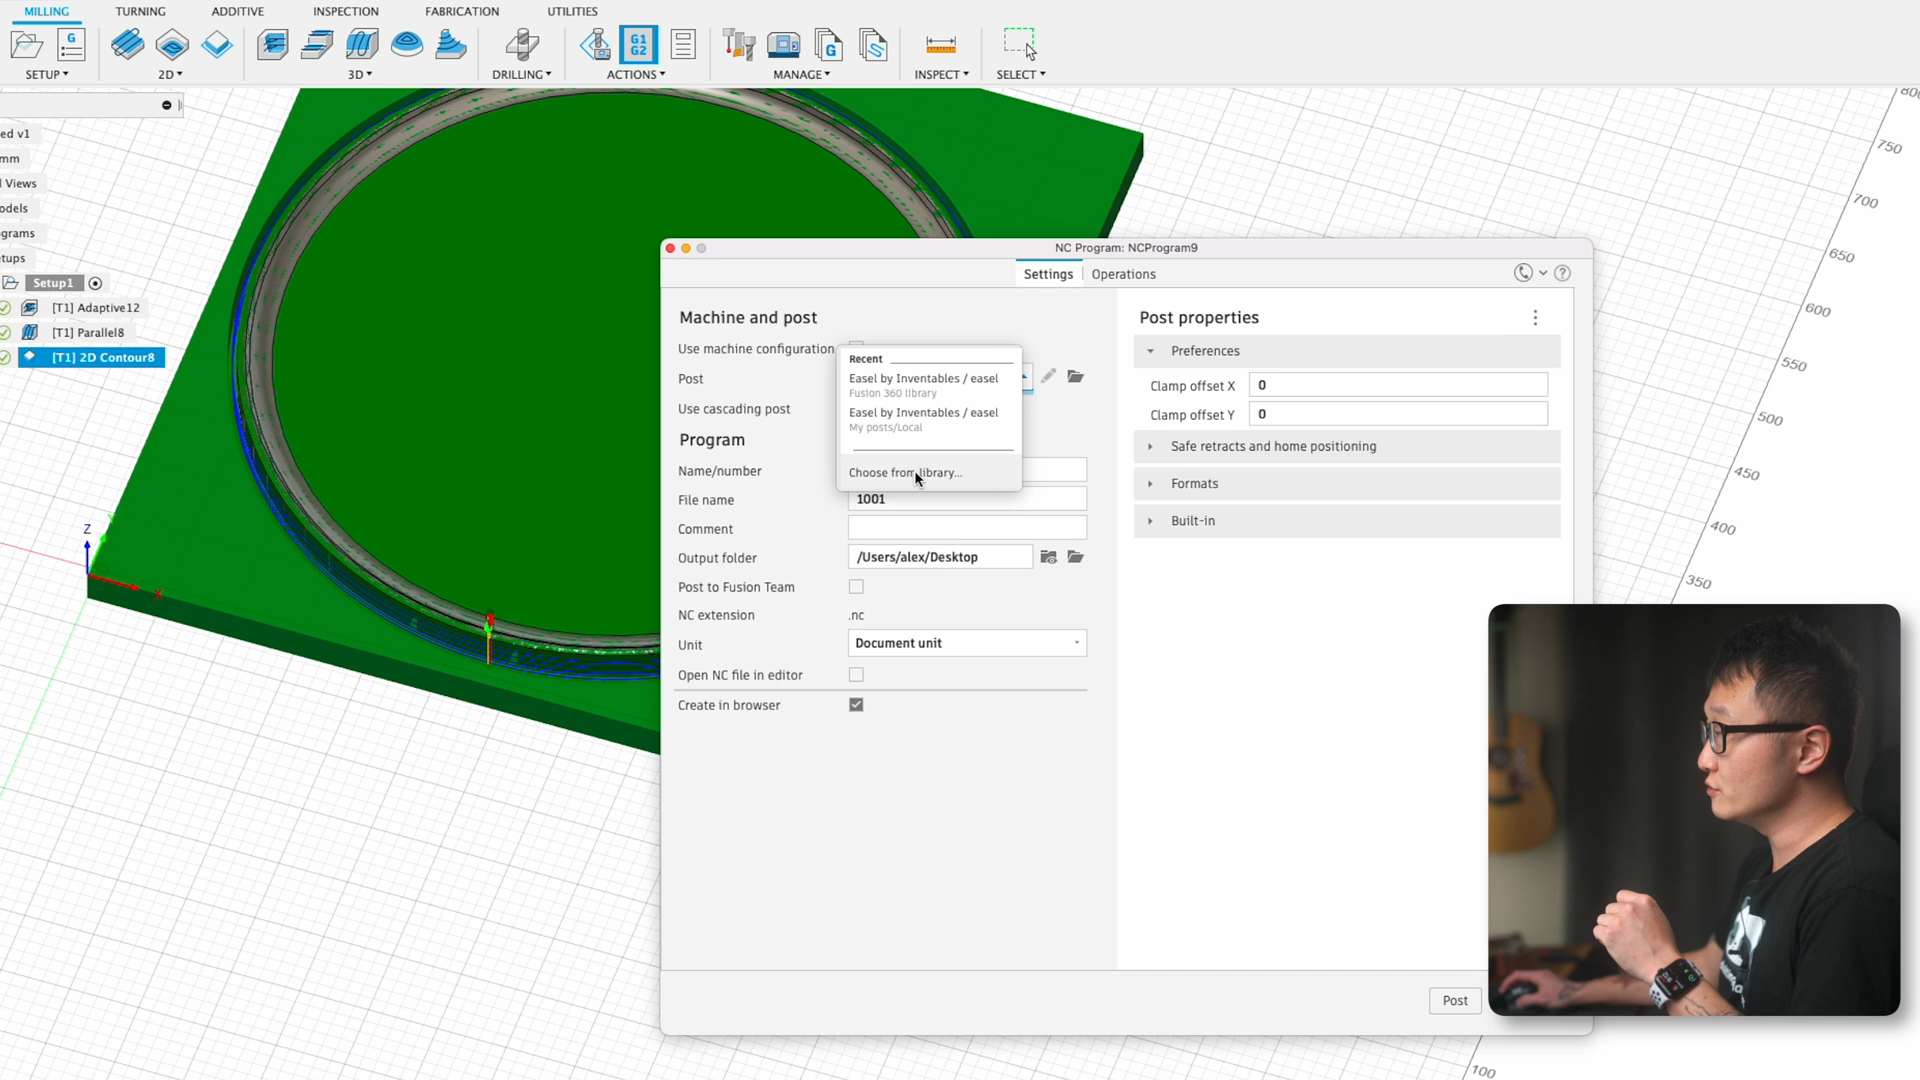 MILLING TURNING ADDITIVE INSPECTION FABRICATION UTILITIES
G
G1
G2
G
SETUP 2D 3D DRILLING ACTIONS MANAGE INSPECT SELECT
800
750
700
650
600
550
500
450
400
350
100
ed v1
mm
l Views
odels
ograms
etups
Setup1
[T1] Adaptive12
[T1] Parallel8
[T1] 2D Contour8
Z
Y
X
NC Program: NCProgram9
Settings Operations
Machine and post
Use machine configuration
Post
Use cascading post
Recent
Easel by Inventables / easel
Fusion 360 library
Easel by Inventables / easel
My posts/Local
Choose from library...
Program
Name/number
File name 1001
Comment
Output folder /Users/alex/Desktop
Post to Fusion Team
NC extension .nc
Unit Document unit
Open NC file in editor
Create in browser
Post properties
Preferences
Clamp offset X 0
Clamp offset Y 0
Safe retracts and home positioning
Formats
Built-in
Post